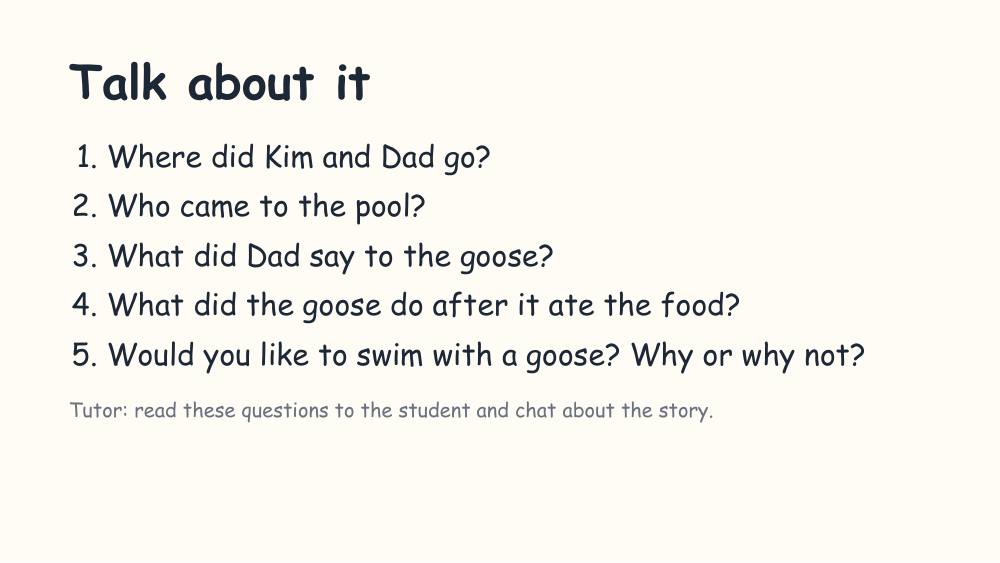 Talk about it
1. Where did Kim and Dad go?
2. Who came to the pool?
3. What did Dad say to the goose?
4. What did the goose do after it ate the food?
5. Would you like to swim with a goose? Why or why not?
Tutor: read these questions to the student and chat about the story.